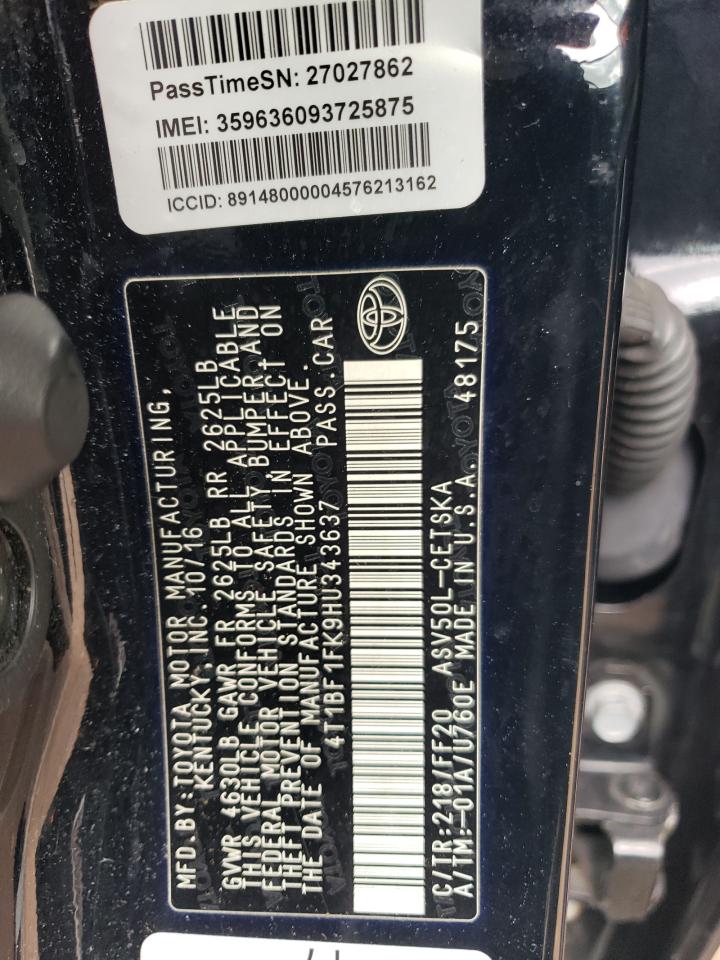 PassTimeSN: 27027862
IMEI: 359636093725875
ICCID: 89148000004576213162
MFD. BY: TOYOTA MOTOR MANUFACTURING,
KENTUCKY, INC. 10/16
GVWR 4630LB GAWR FR 2625LB RR 2625LB
THIS VEHICLE CONFORMS TO ALL APPLICABLE
FEDERAL MOTOR VEHICLE SAFETY, BUMPER, AND
THEFT PREVENTION STANDARDS IN EFFECT ON
THE DATE OF MANUFACTURE SHOWN ABOVE.
4T1BF1FK9HU343637 PASS.CAR
C/TR:218/FF20 ASV50L-CETSKA
A/TM:-01A/U760E MADE IN U.S.A. 48175